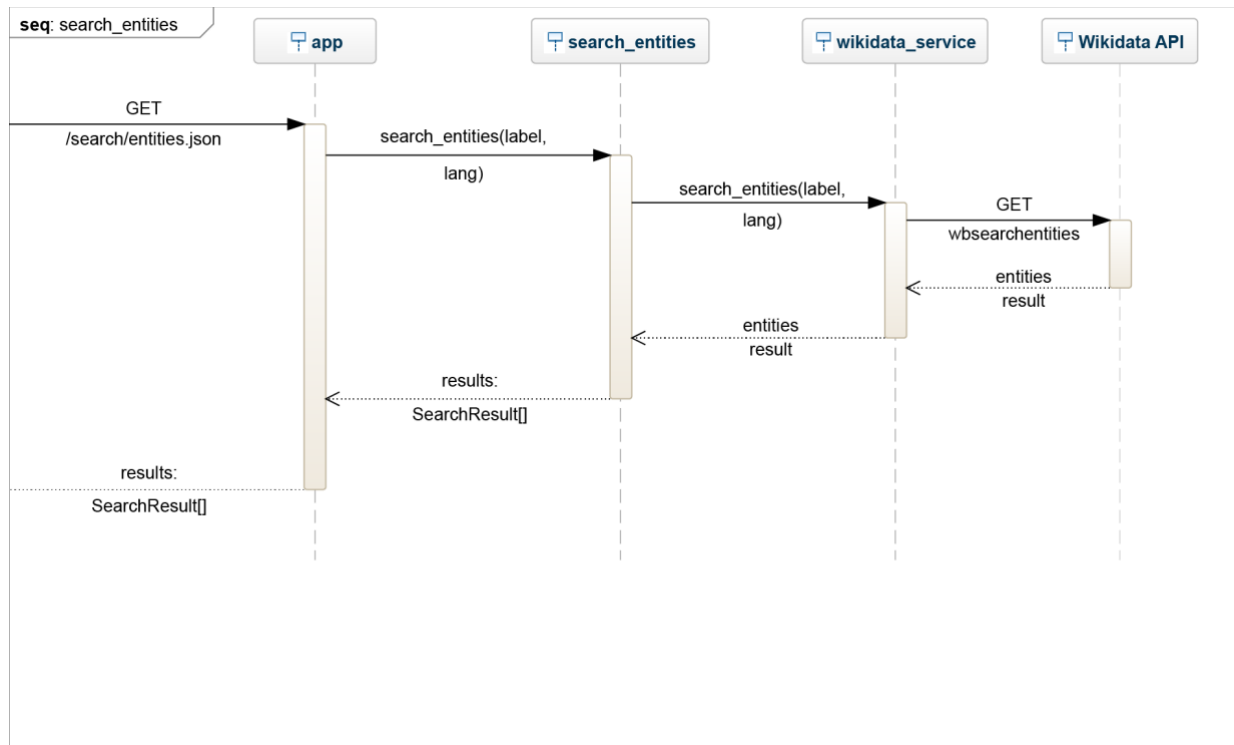 seq: search_entities
app
search_entities
wikidata_service
Wikidata API
GET
/search/entities.json
search_entities(label,
lang)
search_entities(label,
lang)
GET
wbsearchentities
entities
result
entities
result
results:
SearchResult[]
results:
SearchResult[]